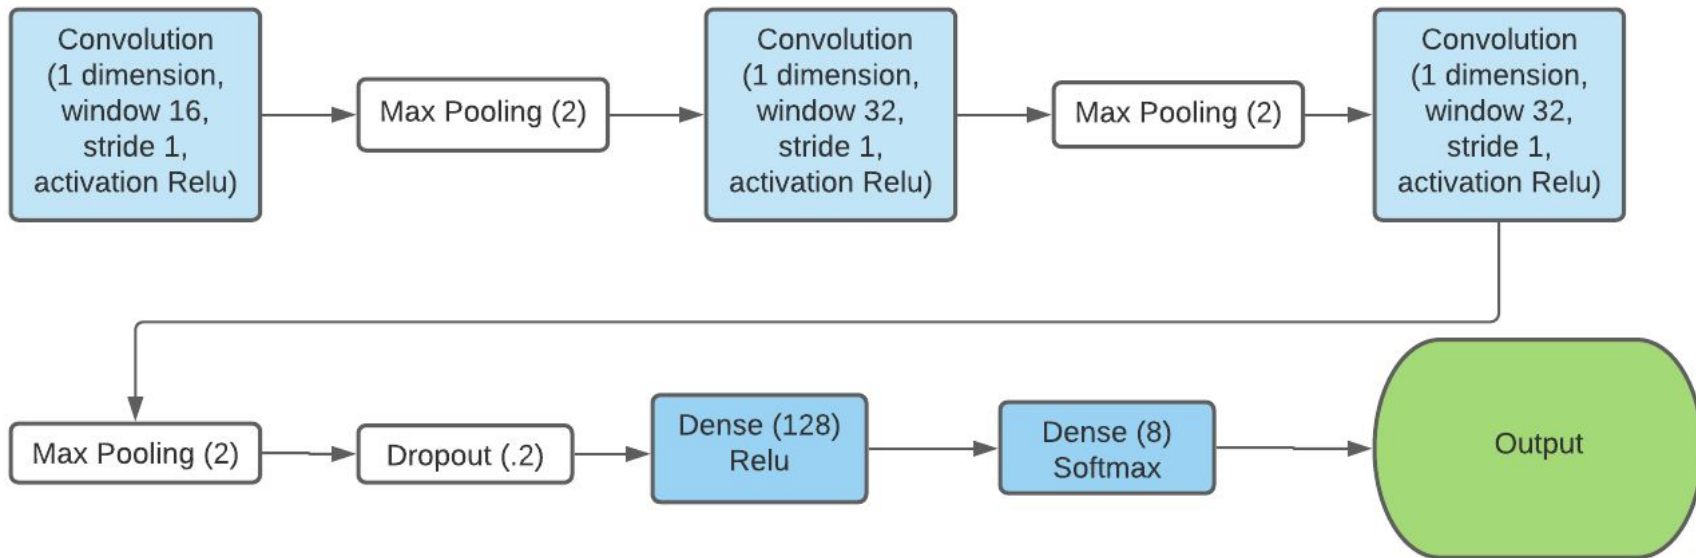 Convolution
(1 dimension,
window 16,
stride 1,
activation Relu)
Max Pooling (2)
Convolution
(1 dimension,
window 32,
stride 1,
activation Relu)
Max Pooling (2)
Convolution
(1 dimension,
window 32,
stride 1,
activation Relu)
Max Pooling (2)
Dropout (.2)
Dense (128)
Relu
Dense (8)
Softmax
Output